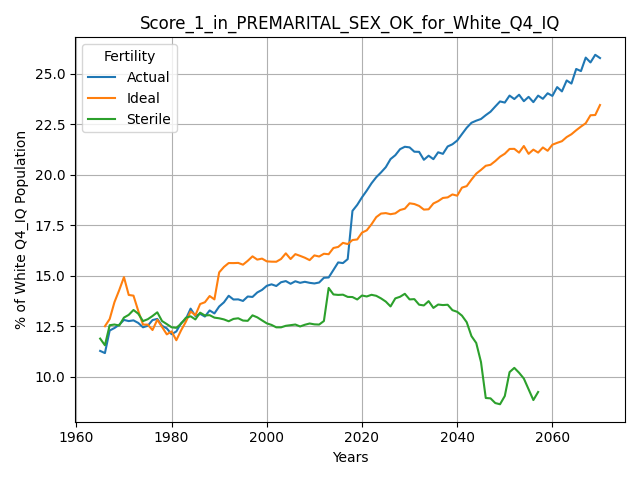 Score_1_in_PREMARITAL_SEX_OK_for_White_Q4_IQ
Fertility
Actual
Ideal
Sterile
% of White Q4_IQ Population
25.0
22.5
20.0
17.5
15.0
12.5
10.0
1960 1980 2000 2020 2040 2060
Years